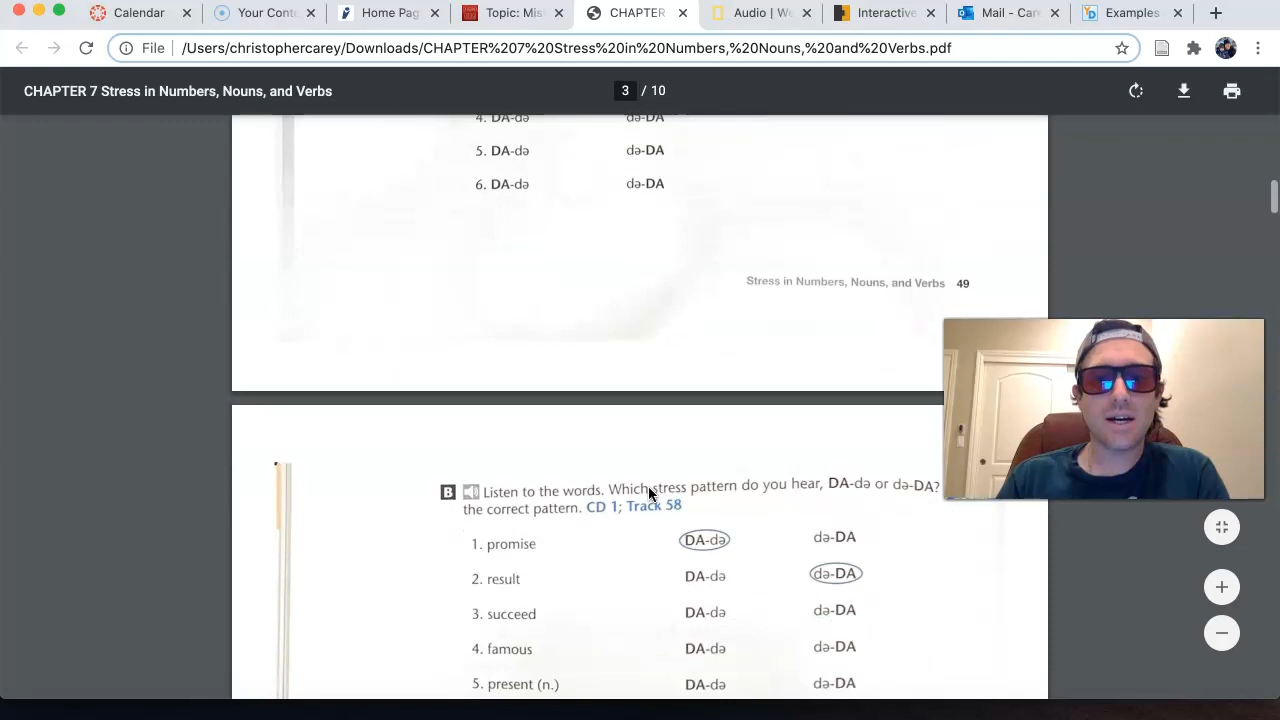 Calendar
Your Cont
Home Pag
Topic: Mis
CHAPTER
Audio | We
Interactive
Mail - Care
Examples
File
/Users/christophercarey/Downloads/CHAPTER%207%20Stress%20in%20Numbers,%20Nouns,%20and%20Verbs.pdf
CHAPTER 7 Stress in Numbers, Nouns, and Verbs
3 / 10
4. DA-də də-DA
5. DA-də də-DA
6. DA-də də-DA
Stress in Numbers, Nouns, and Verbs 49
B Listen to the words. Which stress pattern do you hear, DA-də or də-DA?
the correct pattern. CD 1; Track 58
1. promise DA-də də-DA
2. result DA-də də-DA
3. succeed DA-də də-DA
4. famous DA-də də-DA
5. present (n.) DA-də də-DA